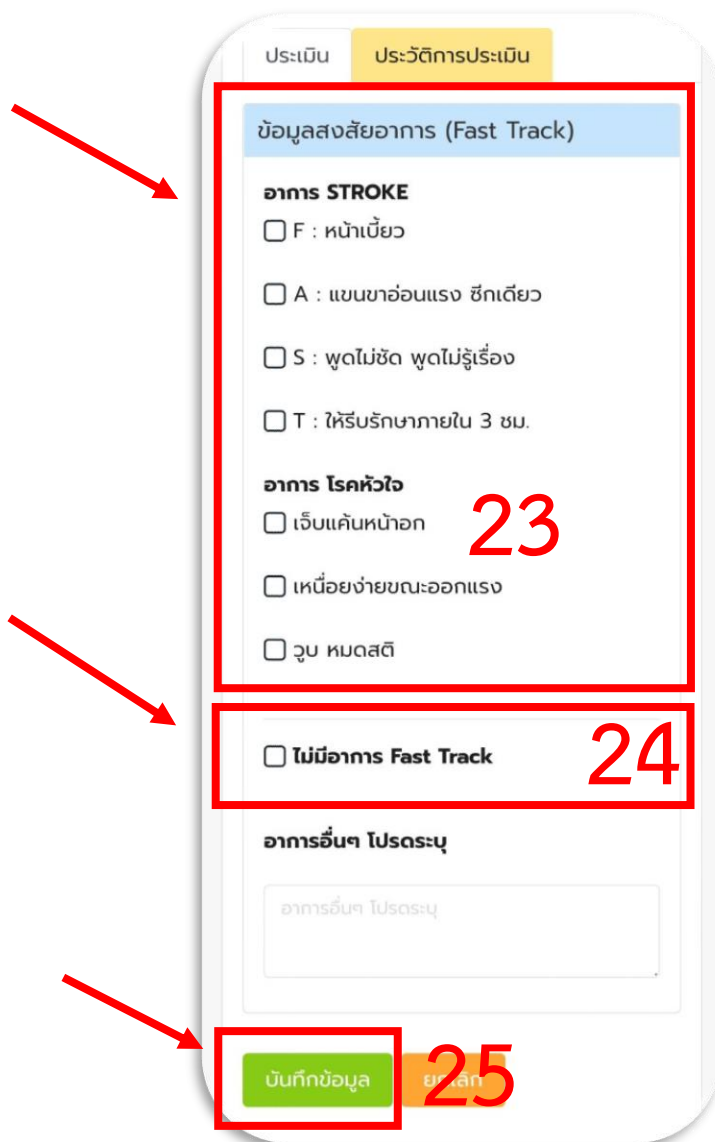 ประเมิน ประวัติการประเมิน
ข้อมูลสงสัยอาการ (Fast Track)
อาการ STROKE
F : หน้าเบี้ยว
A : แขนขาอ่อนแรง ซีกเดียว
S : พูดไม่ชัด พูดไม่รู้เรื่อง
T : ให้รีบรักษาภายใน 3 ชม.
อาการ โรคหัวใจ
23
เจ็บแค้นหน้าอก
เหนื่อยง่ายขณะออกแรง
วูบ หมดสติ
24
ไม่มีอาการ Fast Track
อาการอื่นๆ โปรดระบุ
อาการอื่นๆ โปรดระบุ
บันทึกข้อมูล ยกเลิก
25